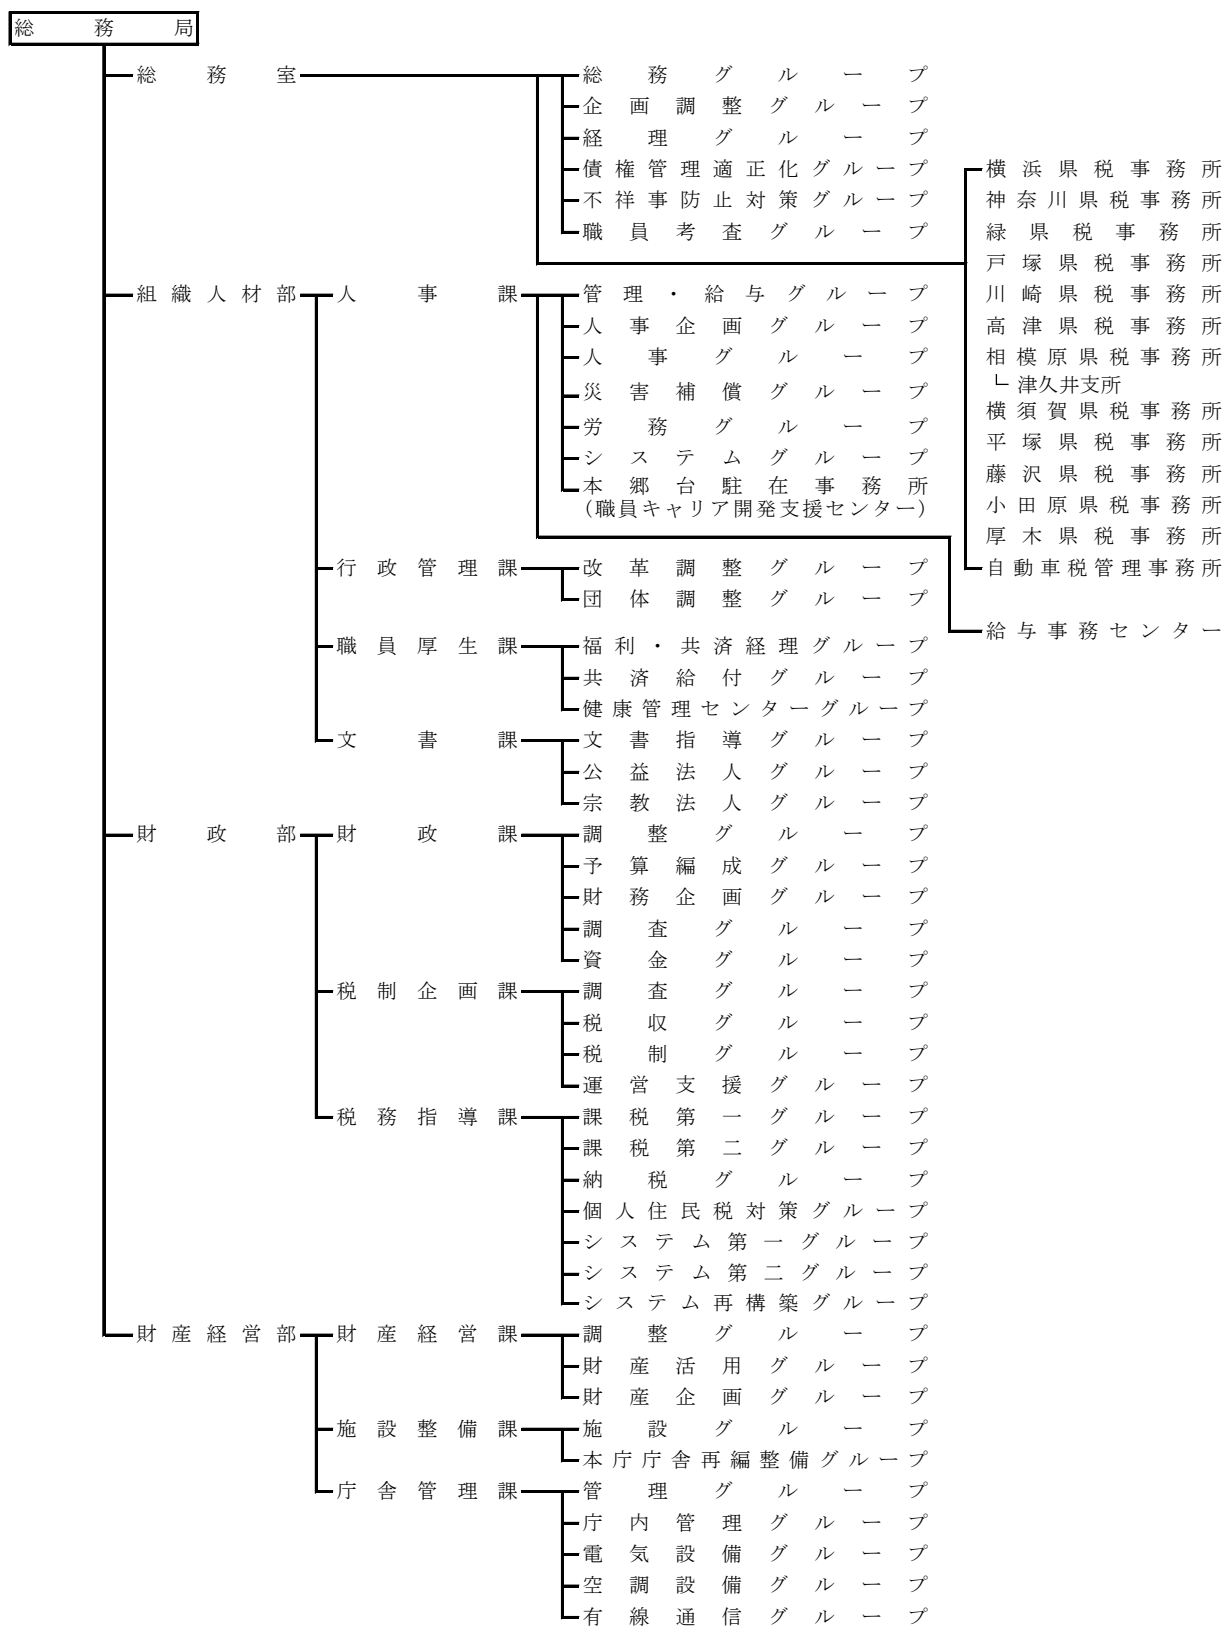 総務局
総務室 総務グループ
企画調整グループ
経理グループ
債権管理適正化グループ 横浜県税事務所
不祥事防止対策グループ 神奈川県税事務所
職員考査グループ 緑県税事務所
戸塚県税事務所
組織人材部 人事課 管理・給与グループ 川崎県税事務所
人事企画グループ 高津県税事務所
人事グループ 相模原県税事務所
災害補償グループ 津久井支所
労務グループ 横須賀県税事務所
システムグループ 平塚県税事務所
本郷台駐在事務所 藤沢県税事務所
(職員キャリア開発支援センター) 小田原県税事務所
厚木県税事務所
行政管理課 改革調整グループ 自動車税管理事務所
団体調整グループ
給与事務センター
職員厚生課 福利・共済経理グループ
共済給付グループ
健康管理センターグループ
文書課 文書指導グループ
公益法人グループ
宗教法人グループ
財政部 財政課 調整グループ
予算編成グループ
財務企画グループ
調査グループ
資金グループ
税制企画課 調査グループ
税収グループ
税制グループ
運営支援グループ
税務指導課 課税第一グループ
課税第二グループ
納税グループ
個人住民税対策グループ
システム第一グループ
システム第二グループ
システム再構築グループ
財産経営部 財産経営課 調整グループ
財産活用グループ
財産企画グループ
施設整備課 施設グループ
本庁庁舎再編整備グループ
庁舎管理課 管理グループ
庁内管理グループ
電気設備グループ
空調設備グループ
有線通信グループ